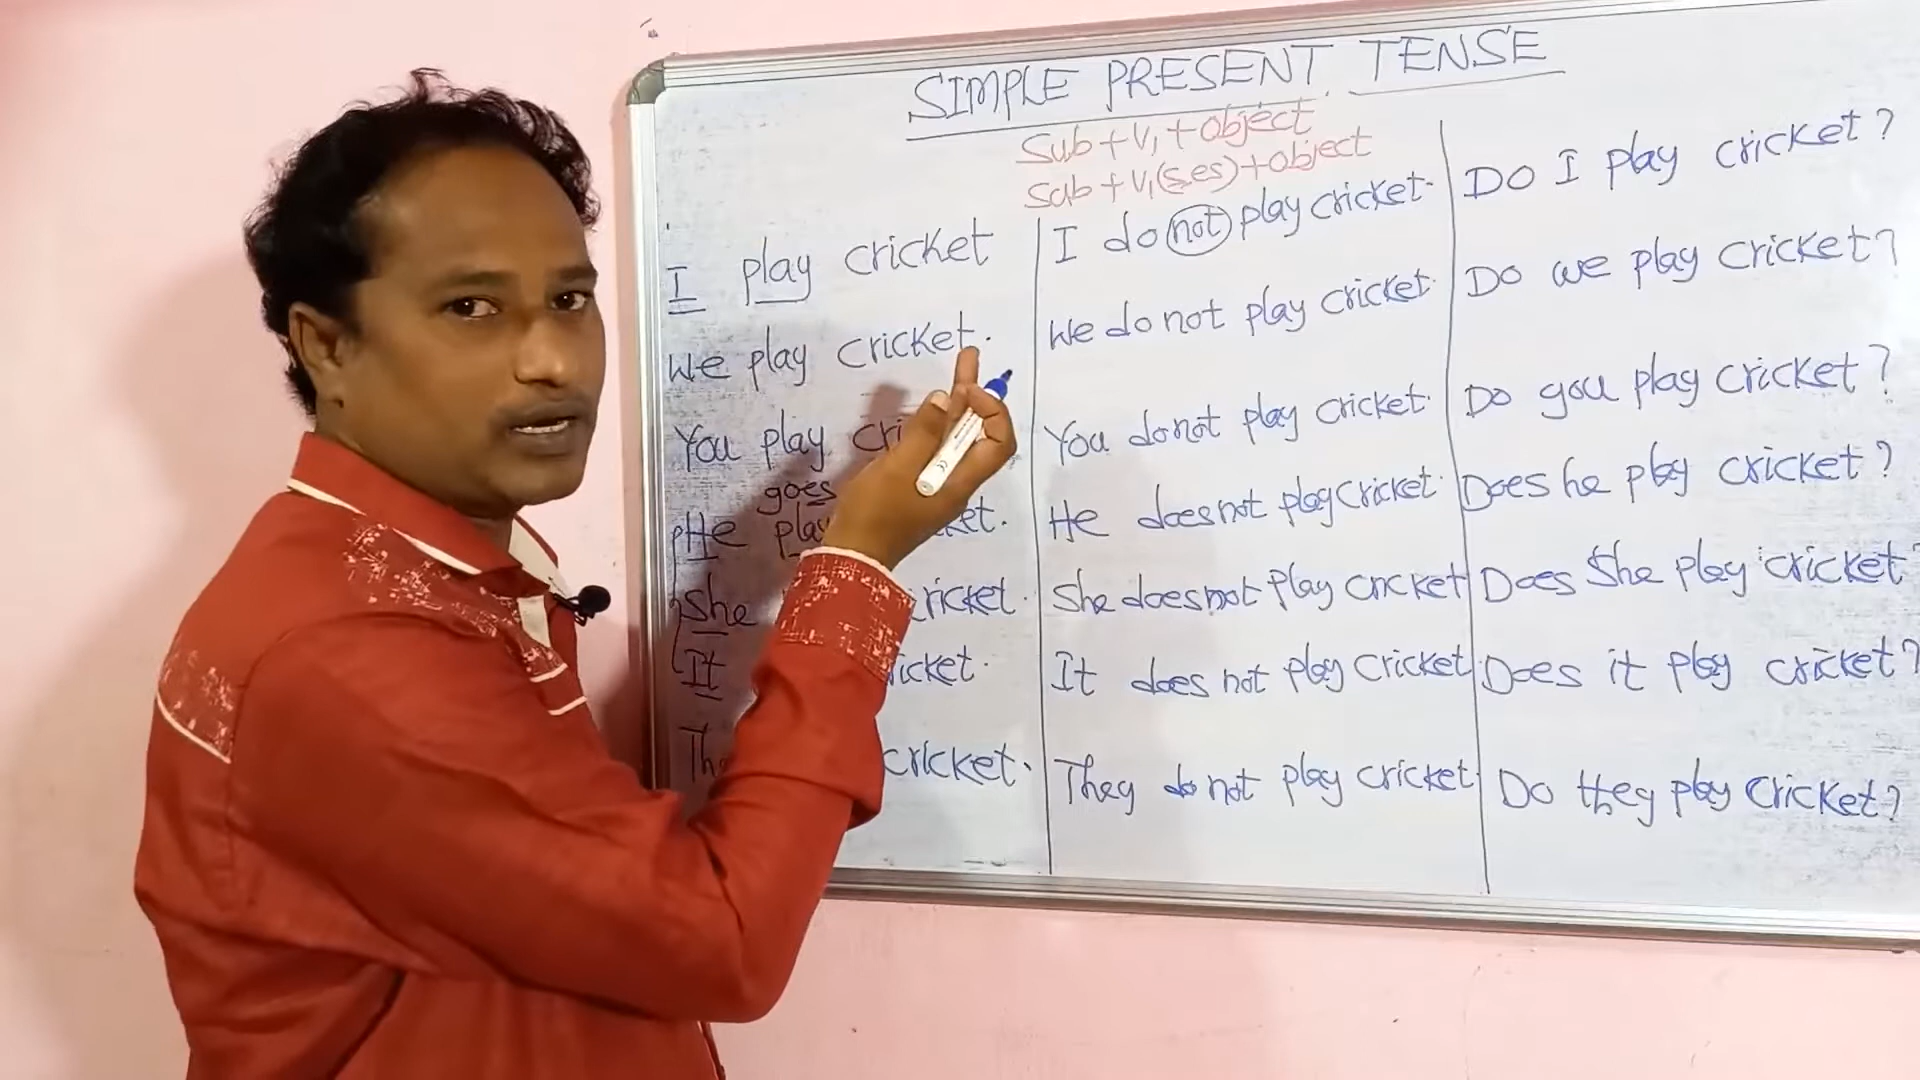 SIMPLE PRESENT TENSE
Sub+V1+object
Sub+V1(s,es)+object
I play cricket
We play cricket.
You play
goes
He
She cricket.
It
cricket.
I do not play cricket.
We do not play cricket.
You do not play cricket.
He does not play cricket.
She does not play cricket
It does not play cricket.
They do not play cricket
Do I play cricket?
Do we play cricket?
Do you play cricket?
Does he play cricket?
Does She play cricket?
Does it play cricket?
Do they play cricket?